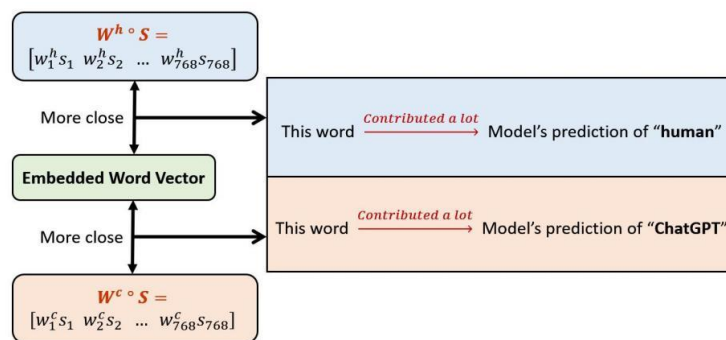 W^h ∘ S =
[w_1^h s_1 w_2^h s_2 … w_768^h s_768]
More close
This word Contributed a lot Model's prediction of "human"
Embedded Word Vector
This word Contributed a lot Model's prediction of "ChatGPT"
More close
W^c ∘ S =
[w_1^c s_1 w_2^c s_2 … w_768^c s_768]